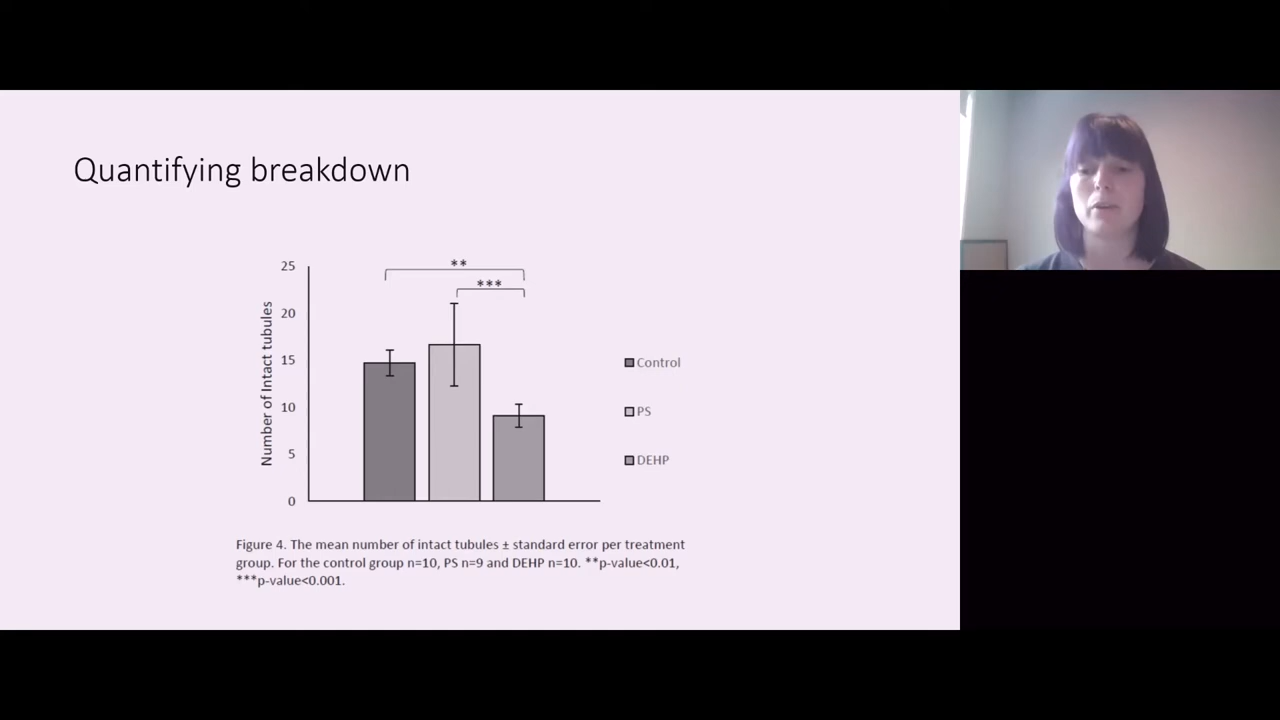 Quantifying breakdown
25
20
15
10
5
0
Number of Intact tubules
**
***
Control
PS
DEHP
Figure 4. The mean number of intact tubules ± standard error per treatment
group. For the control group n=10, PS n=9 and DEHP n=10. **p-value<0.01,
***p-value<0.001.